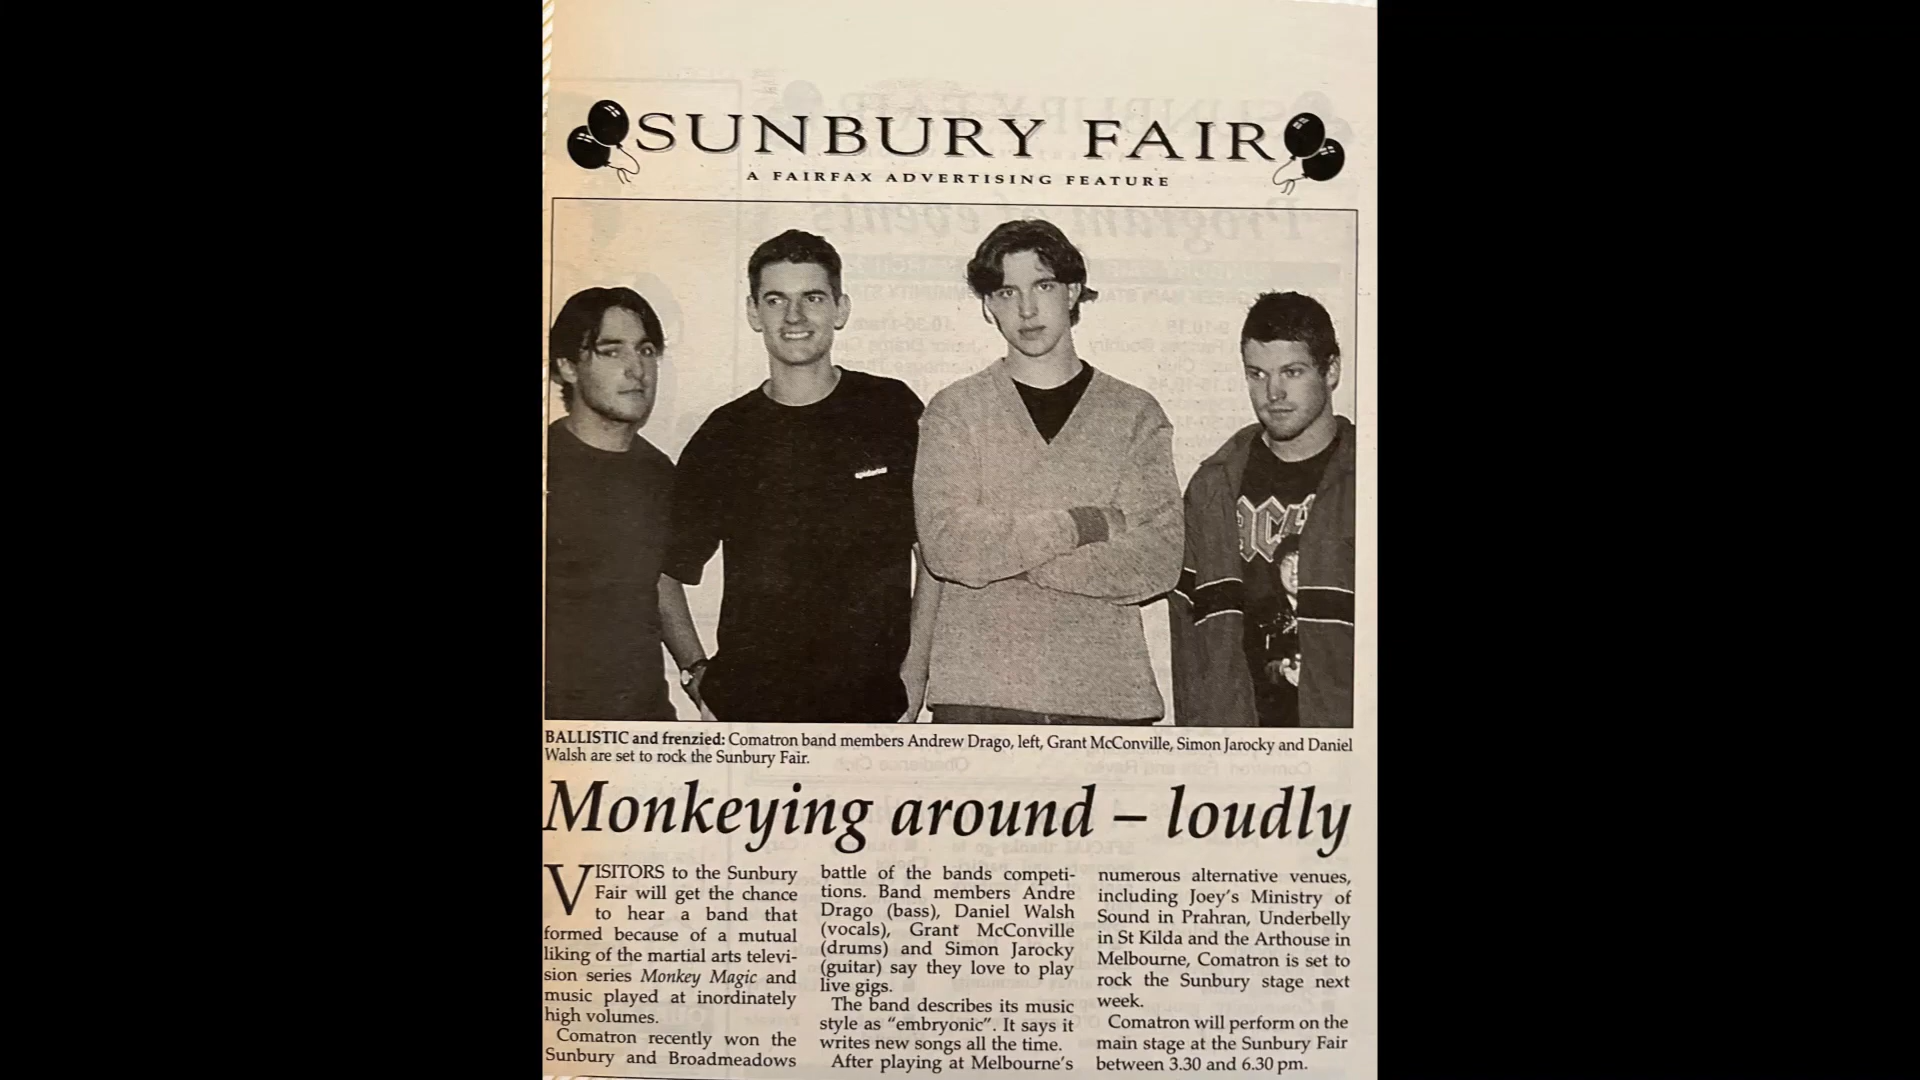 SUNBURY FAIR
A FAIRFAX ADVERTISING FEATURE
BALLISTIC and frenzied: Comatron band members Andrew Drago, left, Grant McConville, Simon Jarocky and Daniel
Walsh are set to rock the Sunbury Fair.
Monkeying around – loudly
VISITORS to the Sunbury
Fair will get the chance
to hear a band that
formed because of a mutual
liking of the martial arts televi-
sion series Monkey Magic and
music played at inordinately
high volumes.
Comatron recently won the
Sunbury and Broadmeadows
battle of the bands competi-
tions. Band members Andre
Drago (bass), Daniel Walsh
(vocals), Grant McConville
(drums) and Simon Jarocky
(guitar) say they love to play
live gigs.
The band describes its music
style as “embryonic”. It says it
writes new songs all the time.
After playing at Melbourne’s
numerous alternative venues,
including Joey’s Ministry of
Sound in Prahran, Underbelly
in St Kilda and the Arthouse in
Melbourne, Comatron is set to
rock the Sunbury stage next
week.
Comatron will perform on the
main stage at the Sunbury Fair
between 3.30 and 6.30 pm.